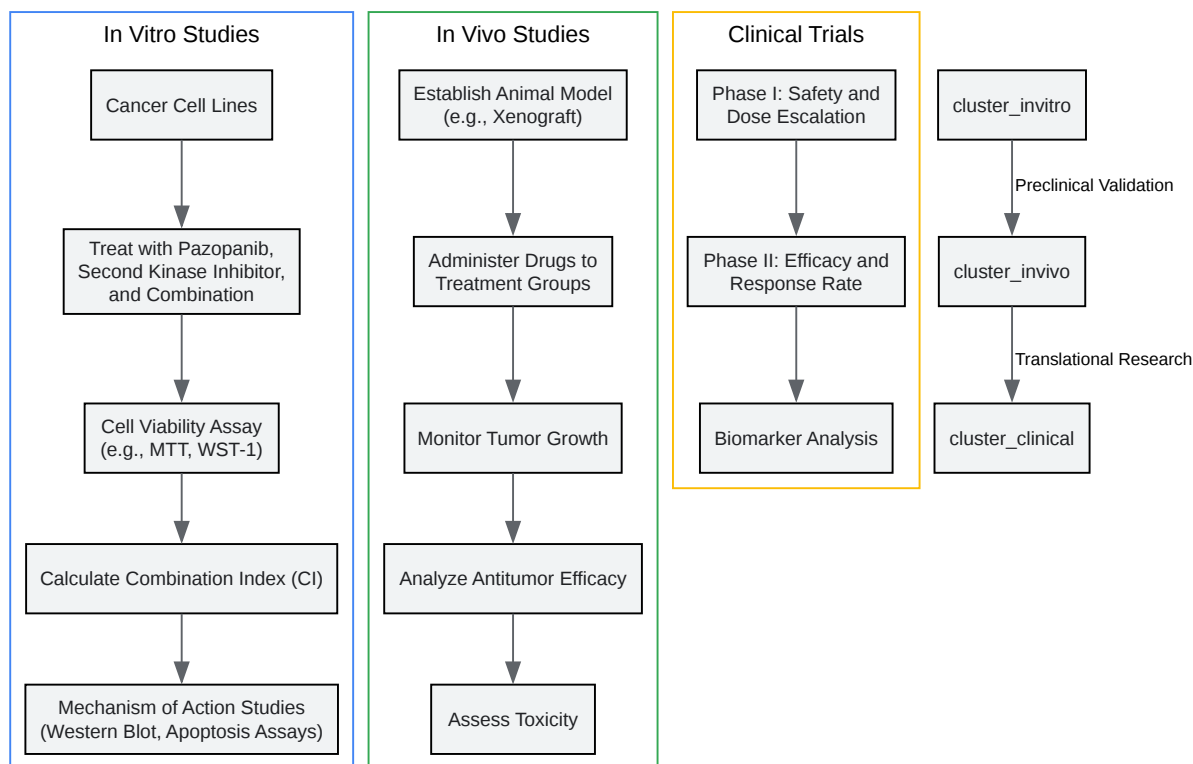 In Vitro Studies
Cancer Cell Lines
Treat with Pazopanib,
Second Kinase Inhibitor,
and Combination
Cell Viability Assay
(e.g., MTT, WST-1)
Calculate Combination Index (CI)
Mechanism of Action Studies
(Western Blot, Apoptosis Assays)
In Vivo Studies
Establish Animal Model
(e.g., Xenograft)
Administer Drugs to
Treatment Groups
Monitor Tumor Growth
Analyze Antitumor Efficacy
Assess Toxicity
Clinical Trials
Phase I: Safety and
Dose Escalation
Phase II: Efficacy and
Response Rate
Biomarker Analysis
cluster_invitro
Preclinical Validation
cluster_invivo
Translational Research
cluster_clinical